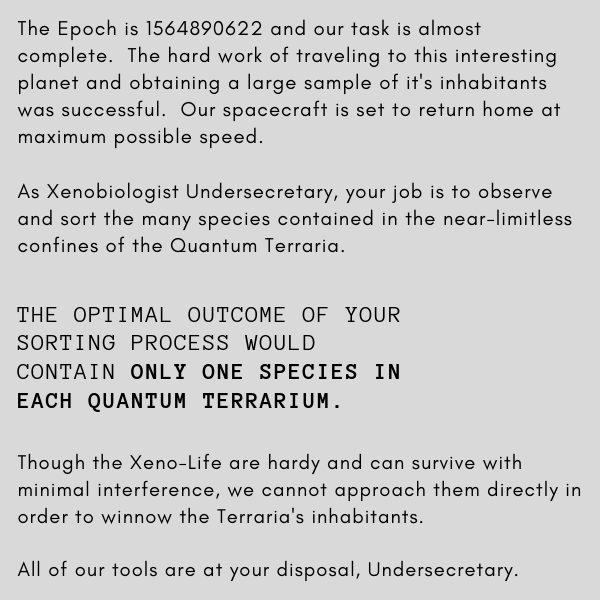 The Epoch is 1564890622 and our task is almost
complete.  The hard work of traveling to this interesting
planet and obtaining a large sample of it's inhabitants
was successful.  Our spacecraft is set to return home at
maximum possible speed.
As Xenobiologist Undersecretary, your job is to observe
and sort the many species contained in the near-limitless
confines of the Quantum Terraria.
THE OPTIMAL OUTCOME OF YOUR
SORTING PROCESS WOULD
CONTAIN ONLY ONE SPECIES IN
EACH QUANTUM TERRARIUM.
Though the Xeno-Life are hardy and can survive with
minimal interference, we cannot approach them directly in
order to winnow the Terraria's inhabitants.
All of our tools are at your disposal, Undersecretary.